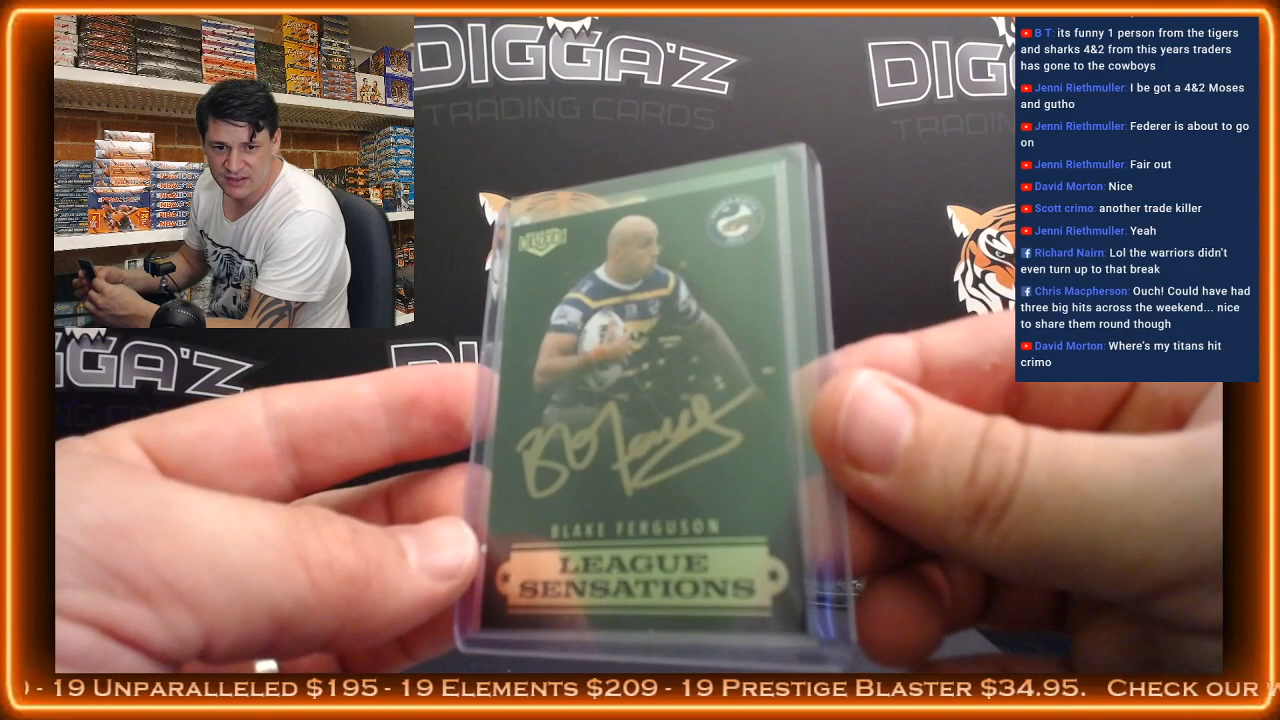 DIGGA'Z
TRADING CARDS
DIGG
TRADIN
B T: its funny 1 person from the tigers
and sharks 4&2 from this years traders
has gone to the cowboys
Jenni Riethmuller: I be got a 4&2 Moses
and gutho
Jenni Riethmuller: Federer is about to go
on
Jenni Riethmuller: Fair out
David Morton: Nice
Scott crimo: another trade killer
Jenni Riethmuller: Yeah
Richard Nairn: Lol the warriors didn't
even turn up to that break
Chris Macpherson: Ouch! Could have had
three big hits across the weekend... nice
to share them round though
David Morton: Where's my titans hit
crimo
GGA'Z
BLAKE FERGUSON
LEAGUE
SENSATIONS
- 19 UNPARALLELED $195 - 19 ELEMENTS $209 - 19 PRESTIGE BLASTER $34.95. CHECK OUR